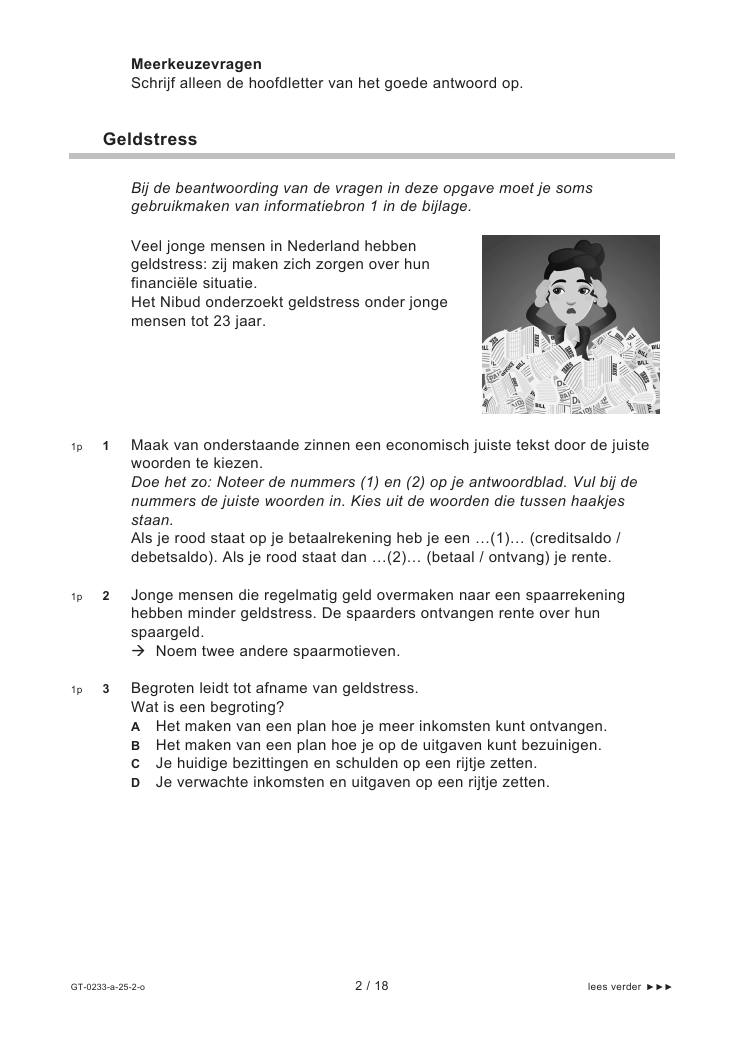 Meerkeuzevragen
Schrijf alleen de hoofdletter van het goede antwoord op.
Geldstress
Bij de beantwoording van de vragen in deze opgave moet je soms
gebruikmaken van informatiebron 1 in de bijlage.
Veel jonge mensen in Nederland hebben
geldstress: zij maken zich zorgen over hun
financiële situatie.
Het Nibud onderzoekt geldstress onder jonge
mensen tot 23 jaar.
BILL
BILL
BILL
1p 1 Maak van onderstaande zinnen een economisch juiste tekst door de juiste
woorden te kiezen.
Doe het zo: Noteer de nummers (1) en (2) op je antwoordblad. Vul bij de
nummers de juiste woorden in. Kies uit de woorden die tussen haakjes
staan.
Als je rood staat op je betaalrekening heb je een …(1)… (creditsaldo /
debetsaldo). Als je rood staat dan …(2)… (betaal / ontvang) je rente.
1p 2 Jonge mensen die regelmatig geld overmaken naar een spaarrekening
hebben minder geldstress. De spaarders ontvangen rente over hun
spaargeld.
→ Noem twee andere spaarmotieven.
1p 3 Begroten leidt tot afname van geldstress.
Wat is een begroting?
A Het maken van een plan hoe je meer inkomsten kunt ontvangen.
B Het maken van een plan hoe je op de uitgaven kunt bezuinigen.
C Je huidige bezittingen en schulden op een rijtje zetten.
D Je verwachte inkomsten en uitgaven op een rijtje zetten.
GT-0233-a-25-2-o 2 / 18 lees verder ►►►